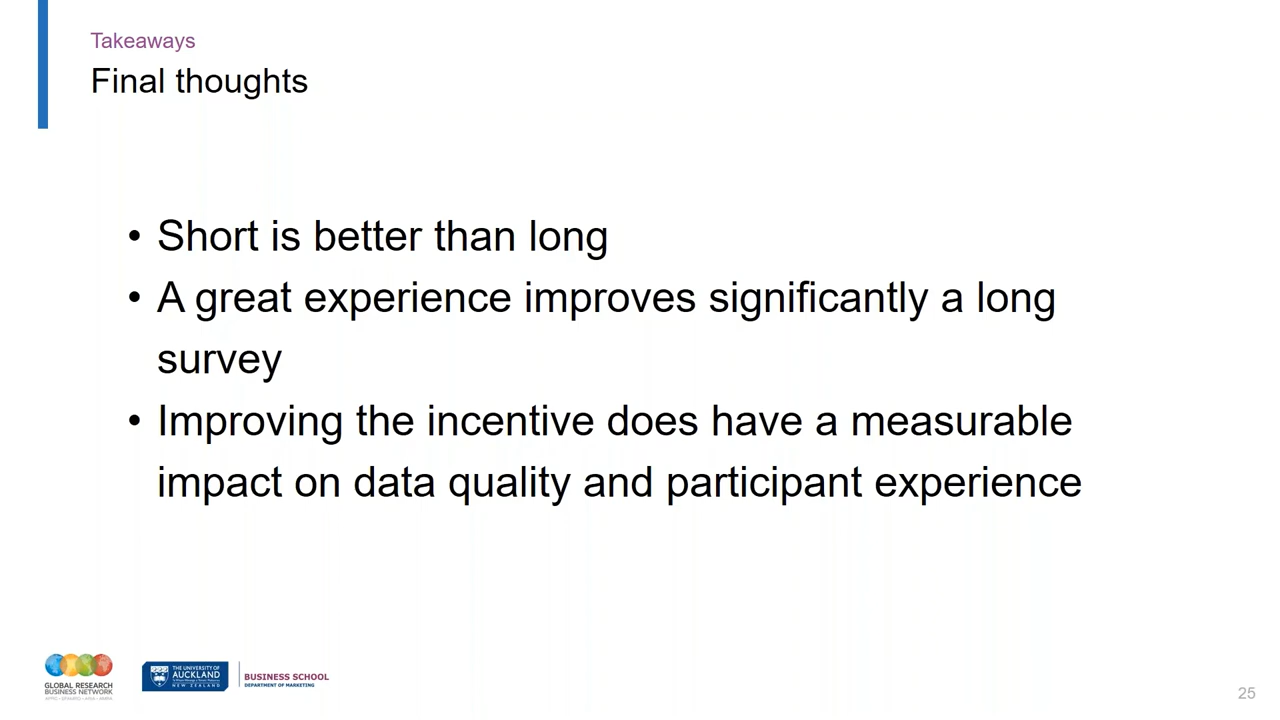 Takeaways
Final thoughts
• Short is better than long
• A great experience improves significantly a long
survey
• Improving the incentive does have a measurable
impact on data quality and participant experience
GLOBAL RESEARCH
BUSINESS NETWORK
THE UNIVERSITY OF
AUCKLAND
NEW ZEALAND
BUSINESS SCHOOL
DEPARTMENT OF MARKETING
25